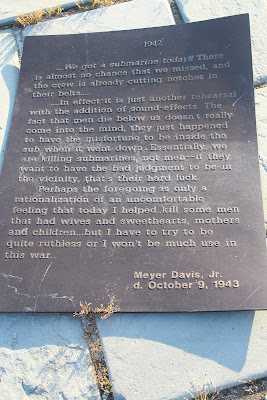 1942
...We got a submarine today!! There
is almost no chance that we missed, and
the crew is already cutting notches in
their belts....
....In effect it is just another rehearsal
with the addition of sound-effects. The
fact that men die below us doesn't really
come into the mind, they just happened
to have the misfortune to be inside the
sub when it went down. Essentially, we
are killing submarines, not men--if they
want to have the bad judgment to be in
the vicinity, that's their hard luck.
Perhaps the foregoing is only a
rationalization of an uncomfortable
feeling that today I helped kill some men
that had wives and sweethearts, mothers
and children...but I have to try to be
quite ruthless or I won't be much use in
this war..
Meyer Davis, Jr.
d. October 9, 1943